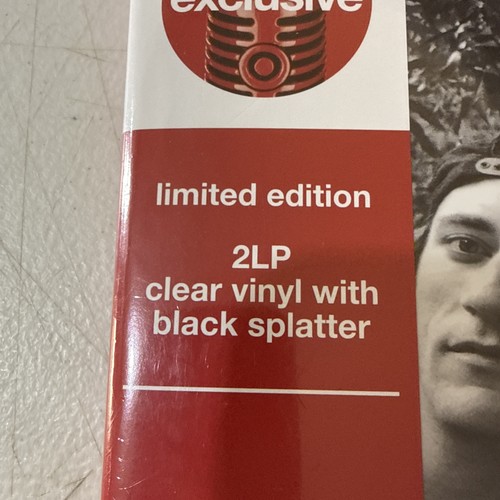 exclusive
limited edition
2LP
clear vinyl with
black splatter